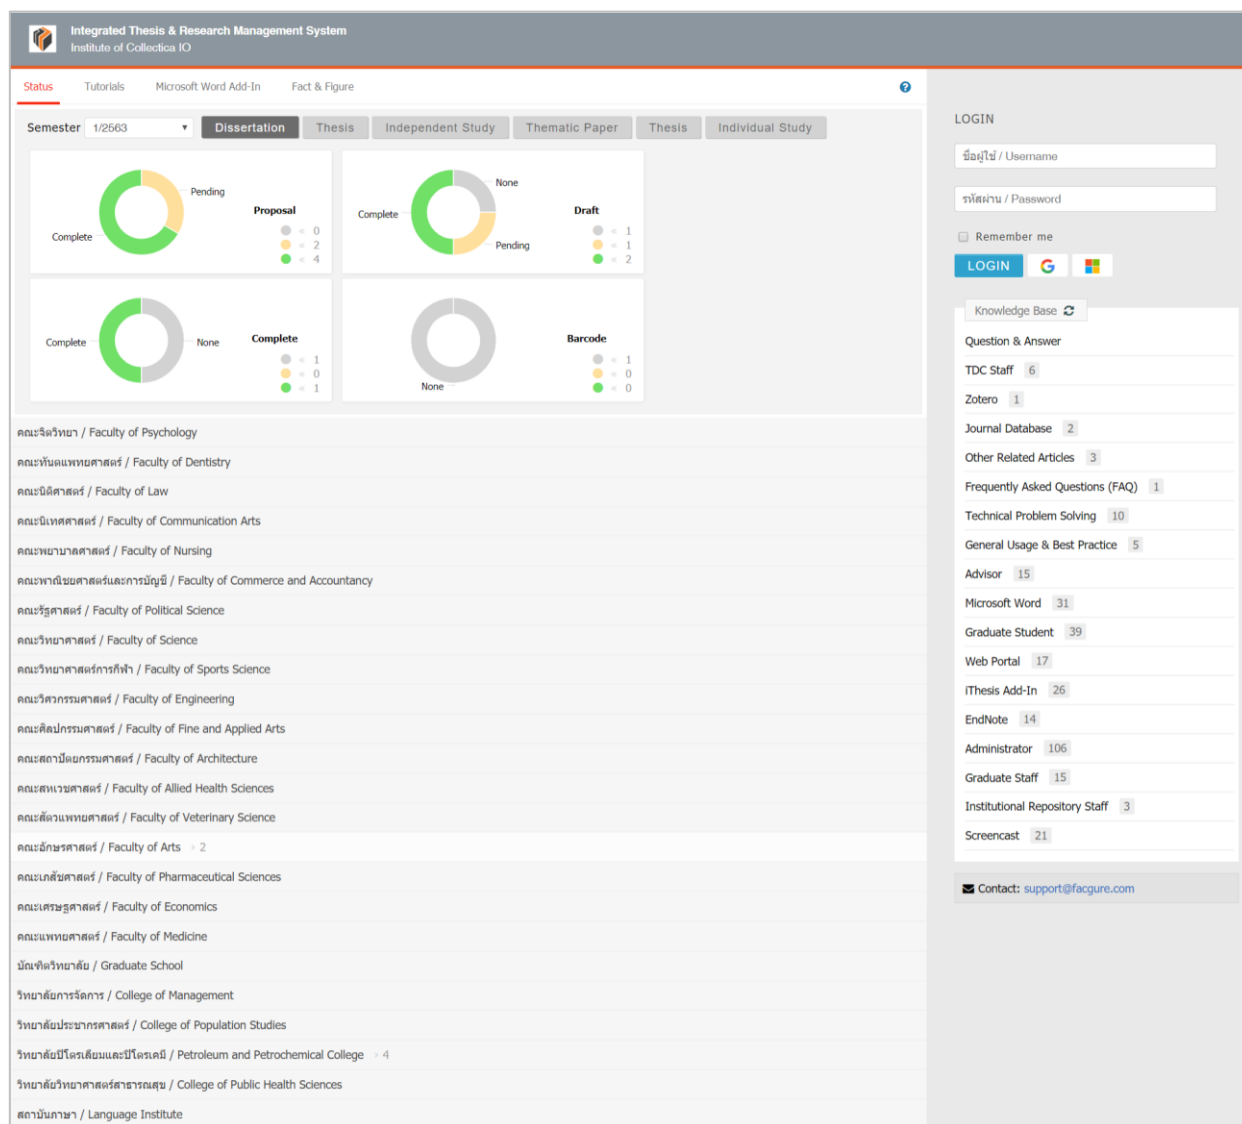 Integrated Thesis & Research Management System
Institute of Collectica IO
Status Tutorials Microsoft Word Add-In Fact & Figure
Semester 1/2563 Dissertation Thesis Independent Study Thematic Paper Thesis Individual Study
Pending
Complete
Proposal
« 0
« 2
« 4
None
Complete
Pending
Draft
« 1
« 1
« 2
Complete
None
Complete
« 1
« 0
« 1
None
Barcode
« 1
« 0
« 0
คณะจิตวิทยา / Faculty of Psychology
คณะทันตแพทยศาสตร์ / Faculty of Dentistry
คณะนิติศาสตร์ / Faculty of Law
คณะนิเทศศาสตร์ / Faculty of Communication Arts
คณะพยาบาลศาสตร์ / Faculty of Nursing
คณะพาณิชยศาสตร์และการบัญชี / Faculty of Commerce and Accountancy
คณะรัฐศาสตร์ / Faculty of Political Science
คณะวิทยาศาสตร์ / Faculty of Science
คณะวิทยาศาสตร์การกีฬา / Faculty of Sports Science
คณะวิศวกรรมศาสตร์ / Faculty of Engineering
คณะศิลปกรรมศาสตร์ / Faculty of Fine and Applied Arts
คณะสถาปัตยกรรมศาสตร์ / Faculty of Architecture
คณะสหเวชศาสตร์ / Faculty of Allied Health Sciences
คณะสัตวแพทยศาสตร์ / Faculty of Veterinary Science
คณะอักษรศาสตร์ / Faculty of Arts › 2
คณะเภสัชศาสตร์ / Faculty of Pharmaceutical Sciences
คณะเศรษฐศาสตร์ / Faculty of Economics
คณะแพทยศาสตร์ / Faculty of Medicine
บัณฑิตวิทยาลัย / Graduate School
วิทยาลัยการจัดการ / College of Management
วิทยาลัยประชากรศาสตร์ / College of Population Studies
วิทยาลัยปิโตรเลียมและปิโตรเคมี / Petroleum and Petrochemical College › 4
วิทยาลัยวิทยาศาสตร์สาธารณสุข / College of Public Health Sciences
สถาบันภาษา / Language Institute
LOGIN
ชื่อผู้ใช้ / Username
รหัสผ่าน / Password
Remember me
LOGIN
Knowledge Base
Question & Answer
TDC Staff 6
Zotero 1
Journal Database 2
Other Related Articles 3
Frequently Asked Questions (FAQ) 1
Technical Problem Solving 10
General Usage & Best Practice 5
Advisor 15
Microsoft Word 31
Graduate Student 39
Web Portal 17
iThesis Add-In 26
EndNote 14
Administrator 106
Graduate Staff 15
Institutional Repository Staff 3
Screencast 21
Contact: support@facgure.com